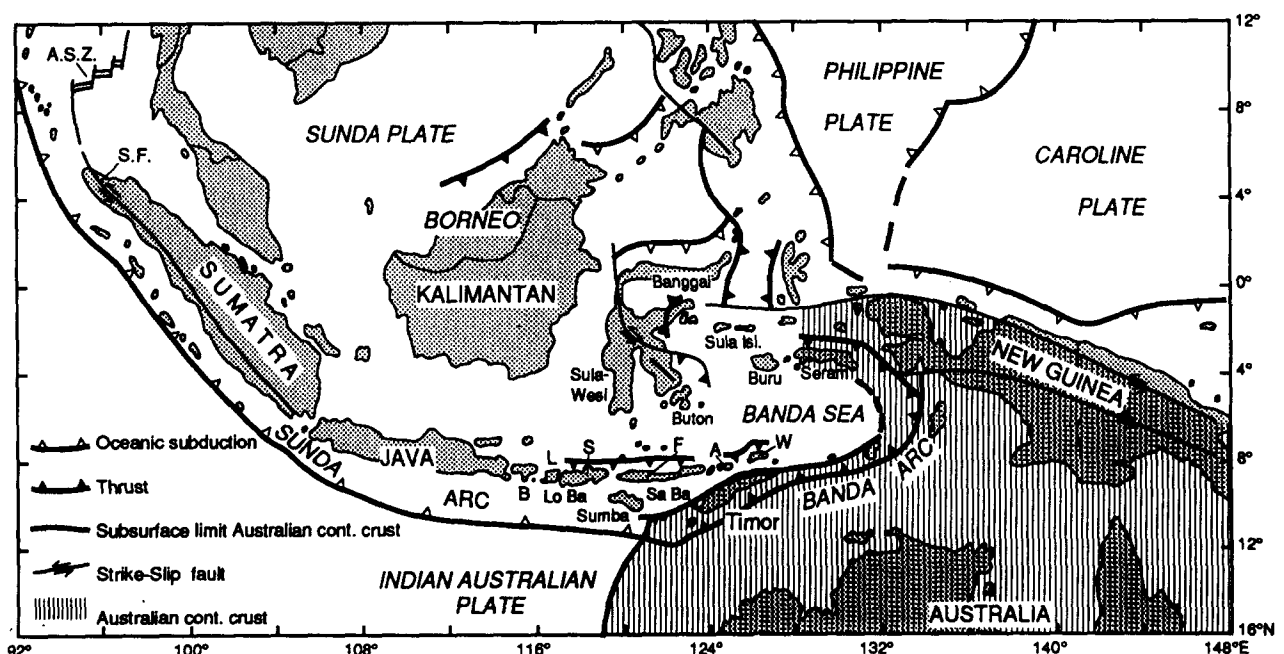 12°
A.S.Z.
PHILIPPINE
PLATE
SUNDA PLATE
8°
CAROLINE
PLATE
S.F.
4°
BORNEO
SUMATRA
KALIMANTAN
Banggai
0°
Sula Isl.
NEW GUINEA
Sula-
Wesi
Buru
Seram
4°
Buton
BANDA SEA
Oceanic subduction
SUNDA
JAVA
L
S
F
A
W
ARC
8°
Thrust
B
Lo Ba
Sa Ba
ARC
BANDA
Sumba
Timor
Subsurface limit Australian cont. crust
12°
Strike-Slip fault
INDIAN AUSTRALIAN
PLATE
Australian cont. crust
AUSTRALIA
16°N
92°
100°
108°
116°
124°
132°
140°
148°E